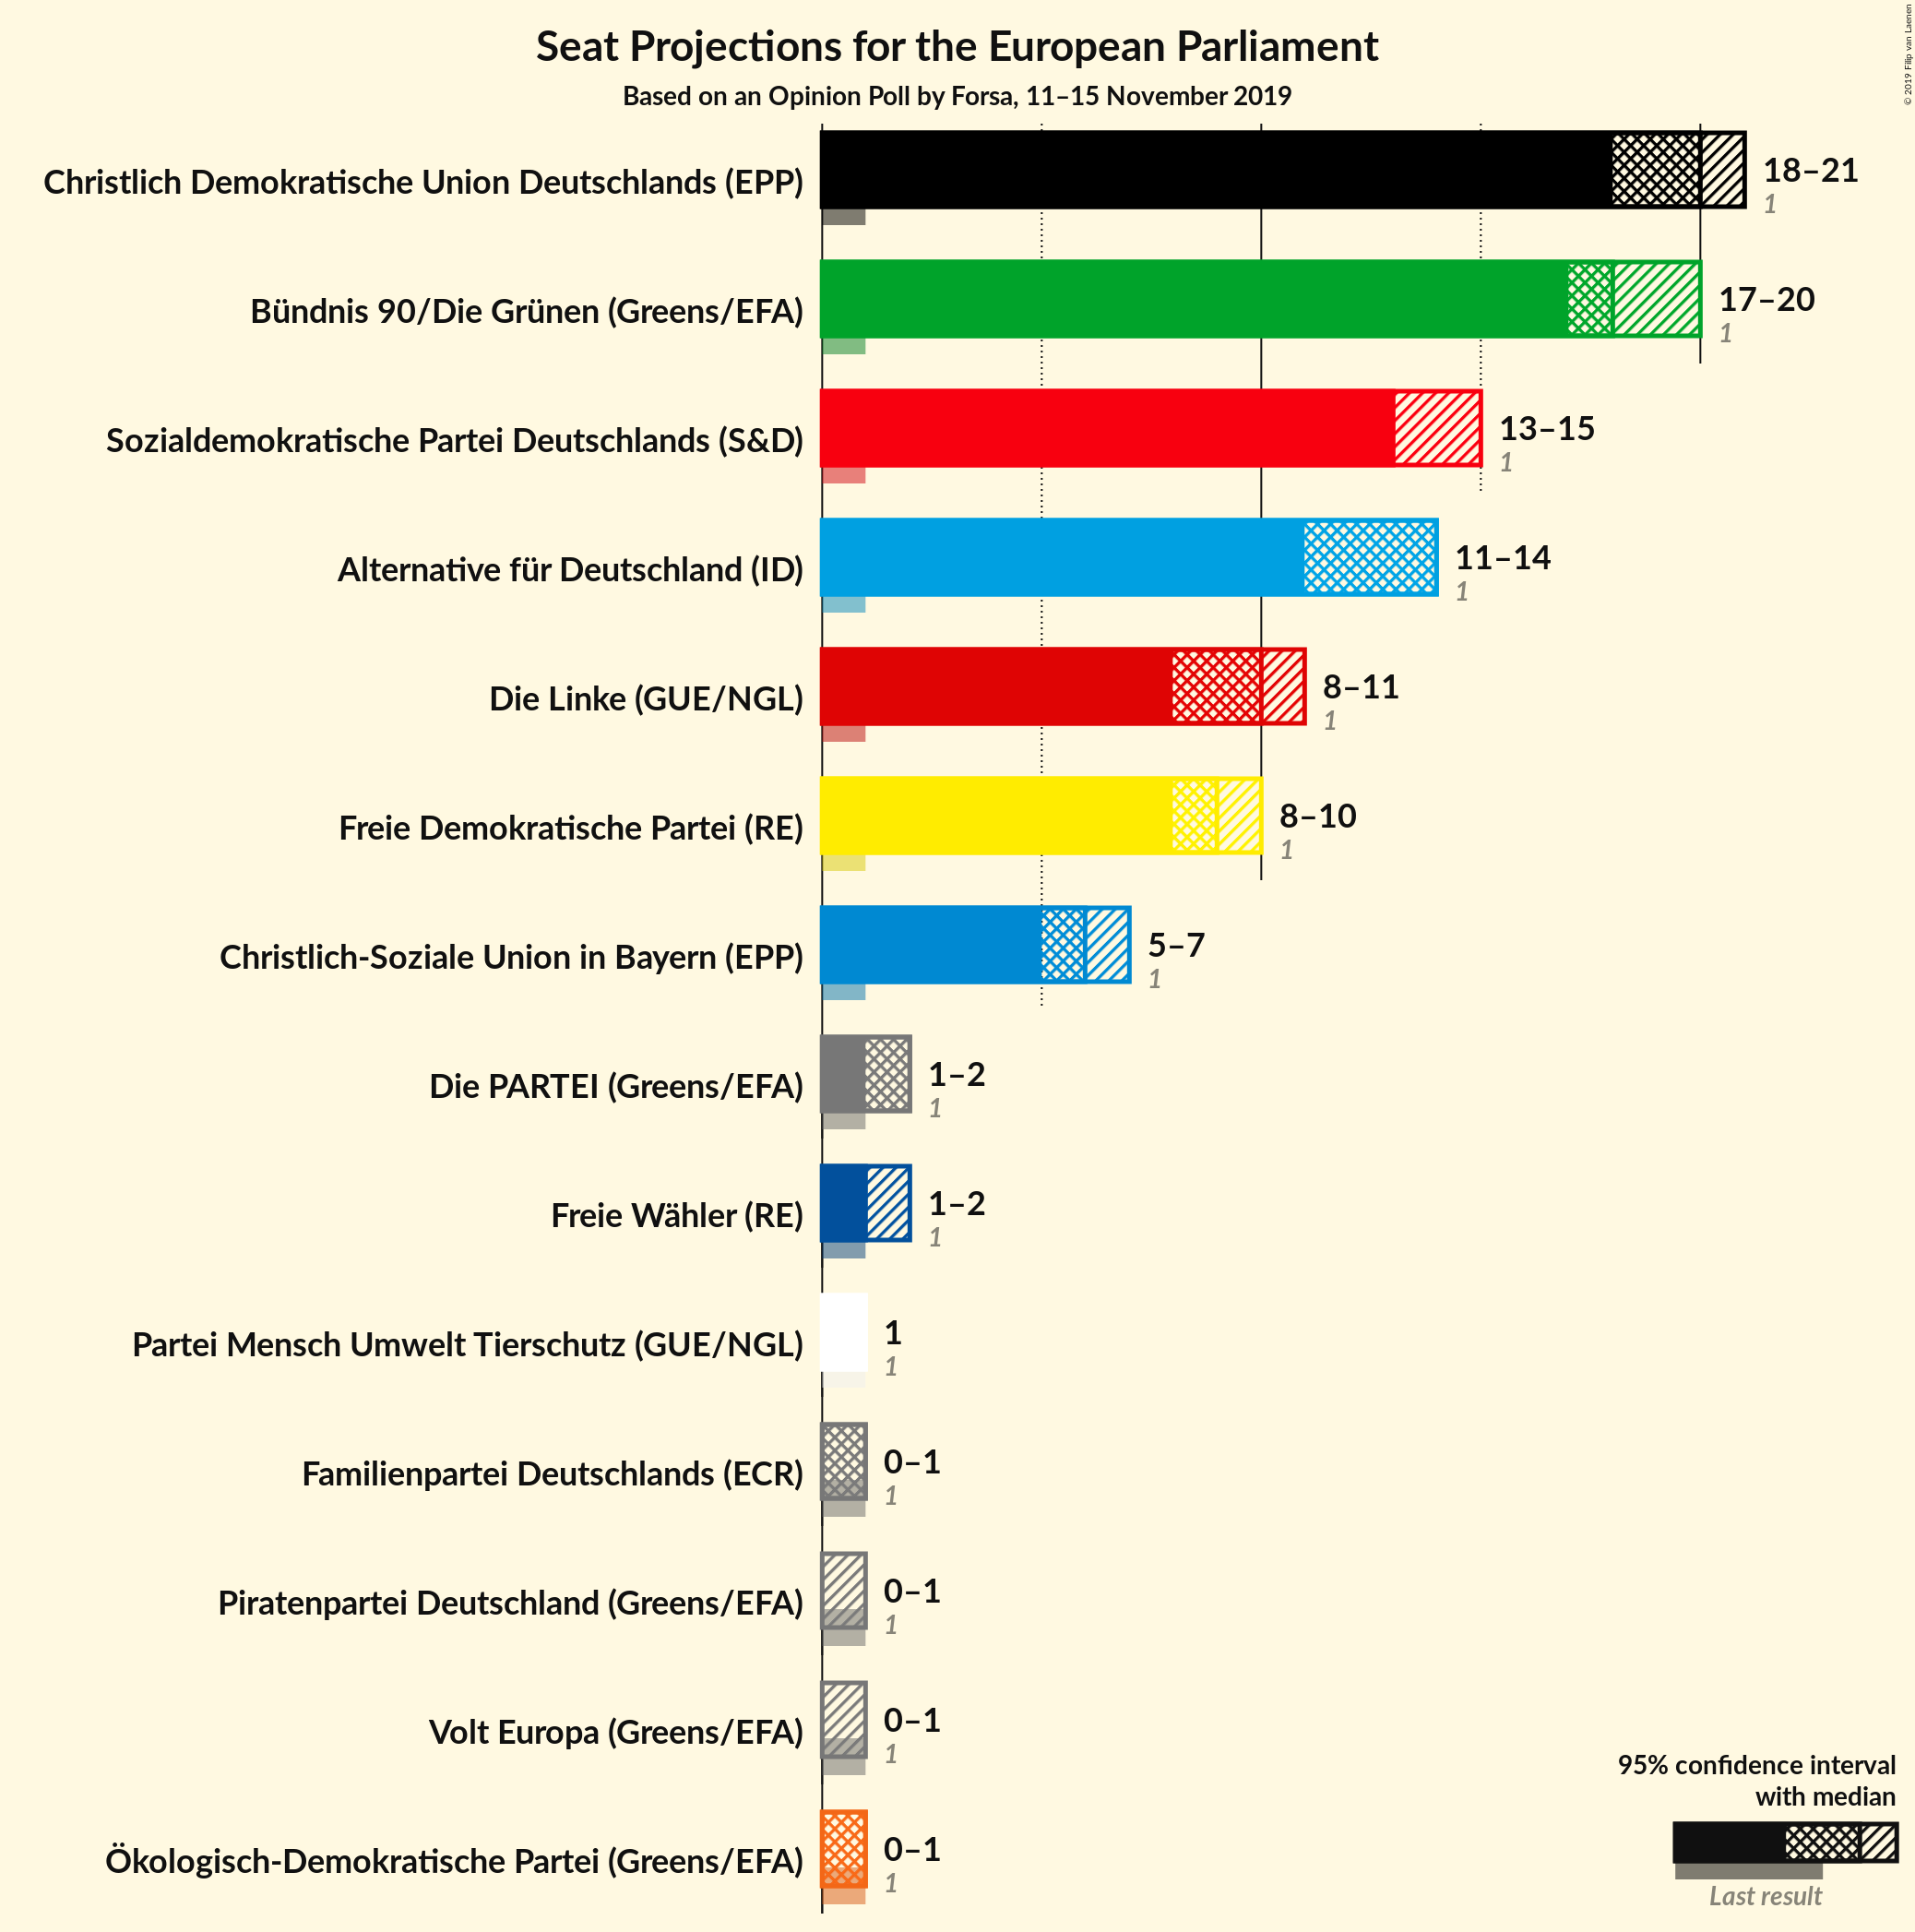 Seat Projections for the European Parliament
Based on an Opinion Poll by Forsa, 11–15 November 2019
© 2019 Filip van Laenen
Christlich Demokratische Union Deutschlands (EPP)
18–21
1
Bündnis 90/Die Grünen (Greens/EFA)
17–20
1
Sozialdemokratische Partei Deutschlands (S&D)
13–15
1
Alternative für Deutschland (ID)
11–14
1
Die Linke (GUE/NGL)
8–11
1
Freie Demokratische Partei (RE)
8–10
1
Christlich-Soziale Union in Bayern (EPP)
5–7
1
Die PARTEI (Greens/EFA)
1–2
1
Freie Wähler (RE)
1–2
1
Partei Mensch Umwelt Tierschutz (GUE/NGL)
1
1
Familienpartei Deutschlands (ECR)
0–1
1
Piratenpartei Deutschland (Greens/EFA)
0–1
1
Volt Europa (Greens/EFA)
0–1
1
Ökologisch-Demokratische Partei (Greens/EFA)
0–1
1
95% confidence interval
with median
Last result